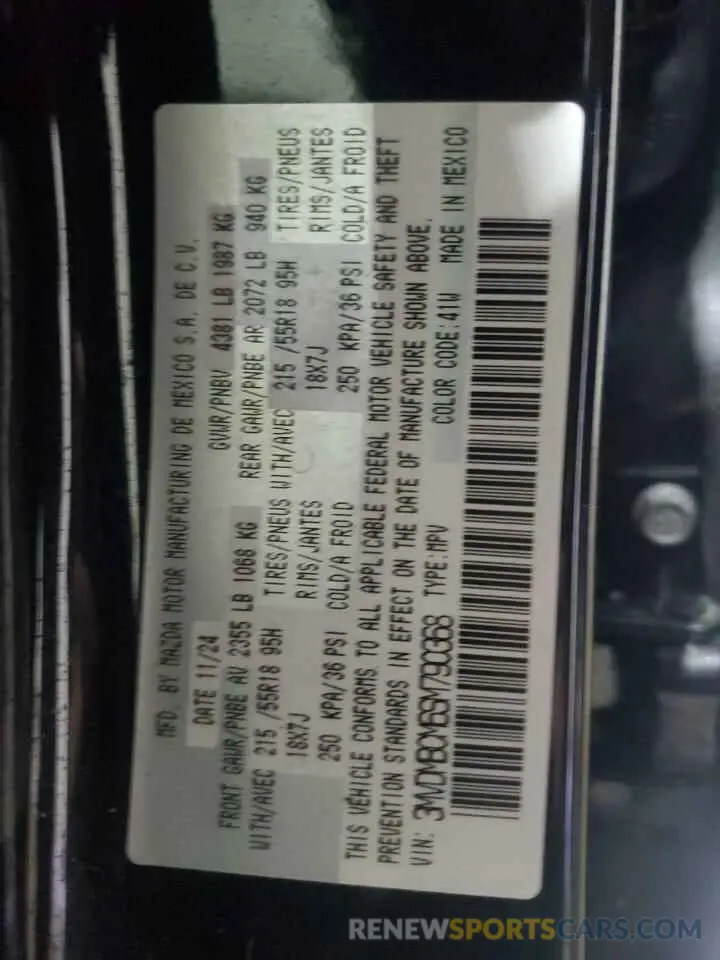 MFD. BY MAZDA MOTOR MANUFACTURING DE MEXICO S.A. DE C.V.
DATE 11/24 GVWR/PNBV 4381 LB 1987 KG
FRONT GAWR/PNBE AV 2355 LB 1068 KG REAR GAWR/PNBE AR 2072 LB 940 KG
WITH/AVEC 215 /55R18 95H TIRES/PNEUS WITH/AVEC 215 /55R18 95H TIRES/PNEUS
18X7J RIMS/JANTES 18X7J RIMS/JANTES
250 KPA/36 PSI COLD/A FROID 250 KPA/36 PSI COLD/A FROID
THIS VEHICLE CONFORMS TO ALL APPLICABLE FEDERAL MOTOR VEHICLE SAFETY AND THEFT
PREVENTION STANDARDS IN EFFECT ON THE DATE OF MANUFACTURE SHOWN ABOVE.
VIN: 3MVDMBCM6SM790368 TYPE:MPV COLOR CODE:41W MADE IN MEXICO
RENEWSPORTSCARS.COM